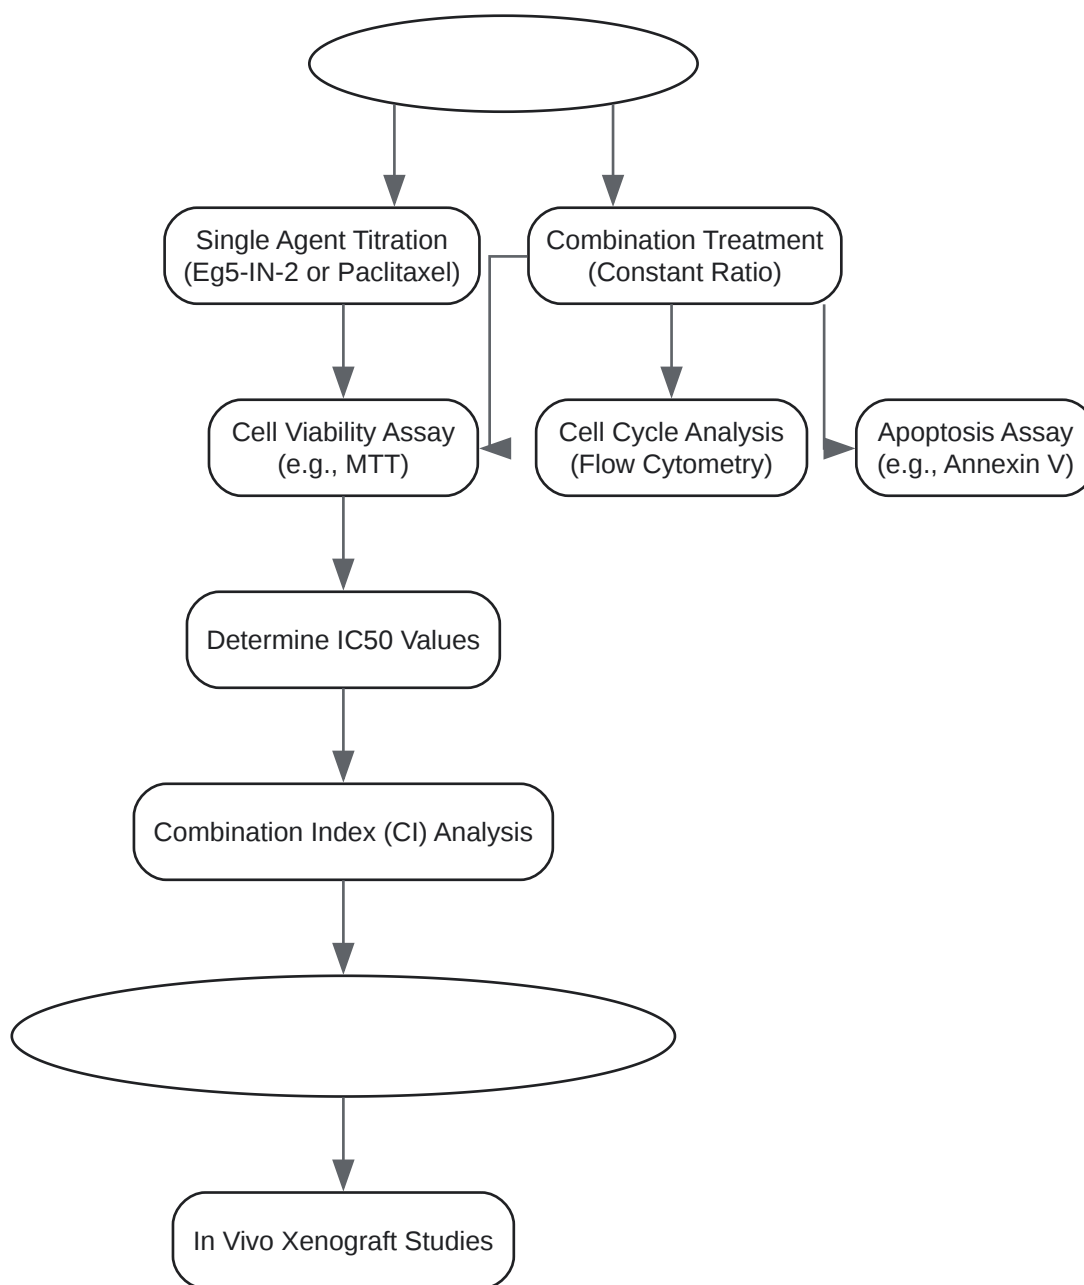 Single Agent Titration
(Eg5-IN-2 or Paclitaxel)
Combination Treatment
(Constant Ratio)
Cell Viability Assay
(e.g., MTT)
Cell Cycle Analysis
(Flow Cytometry)
Apoptosis Assay
(e.g., Annexin V)
Determine IC50 Values
Combination Index (CI) Analysis
In Vivo Xenograft Studies